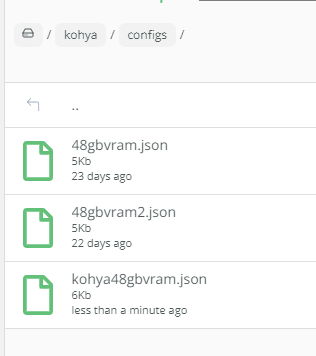 / kohya / configs /
..
48gbvram.json
5Kb
23 days ago
48gbvram2.json
5Kb
22 days ago
kohya48gbvram.json
6Kb
less than a minute ago